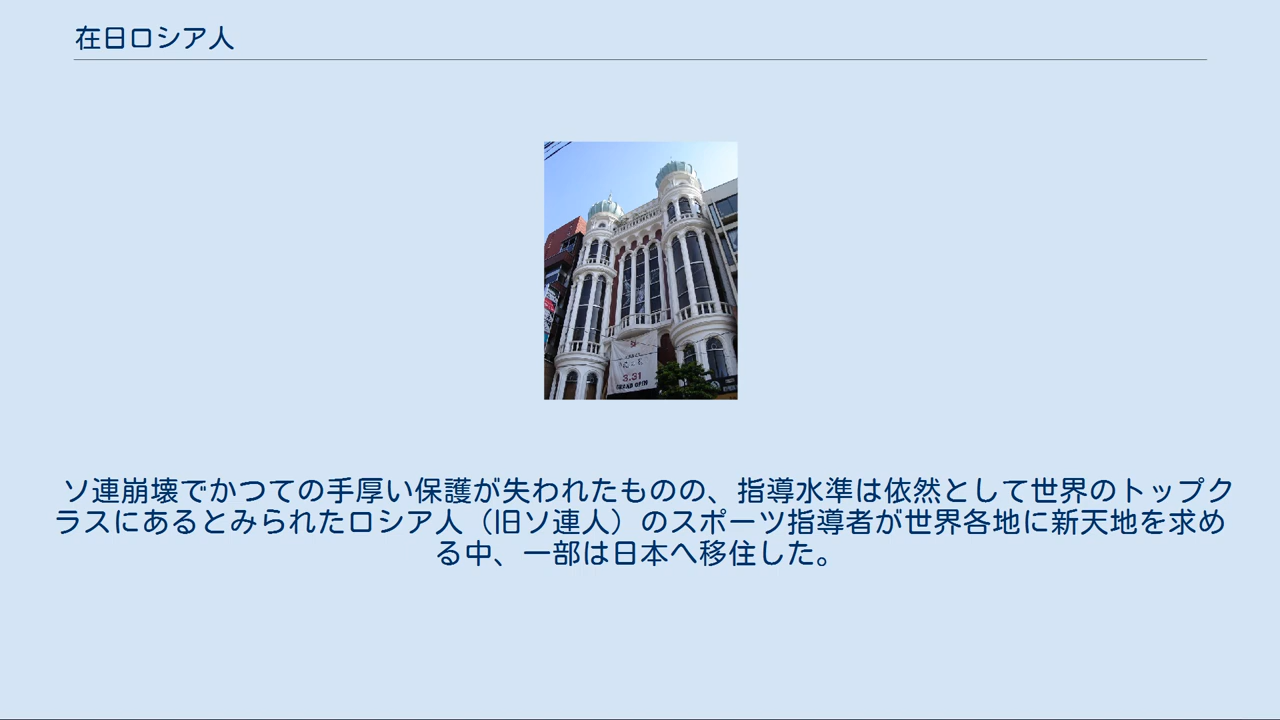 在日ロシア人
3.31
GRAND OPEN
ソ連崩壊でかつての手厚い保護が失われたものの、指導水準は依然として世界のトップク
ラスにあるとみられたロシア人（旧ソ連人）のスポーツ指導者が世界各地に新天地を求め
る中、一部は日本へ移住した。